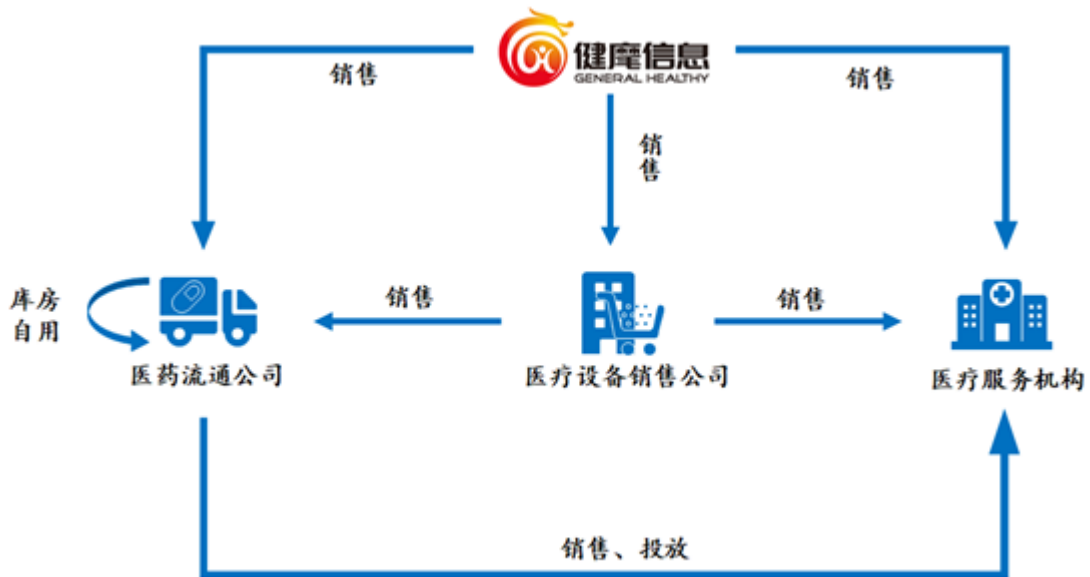 健麾信息
GENERAL HEALTHY
销售
销售
销
售
库房
自用
销售
销售
医药流通公司
医疗设备销售公司
医疗服务机构
销售、投放